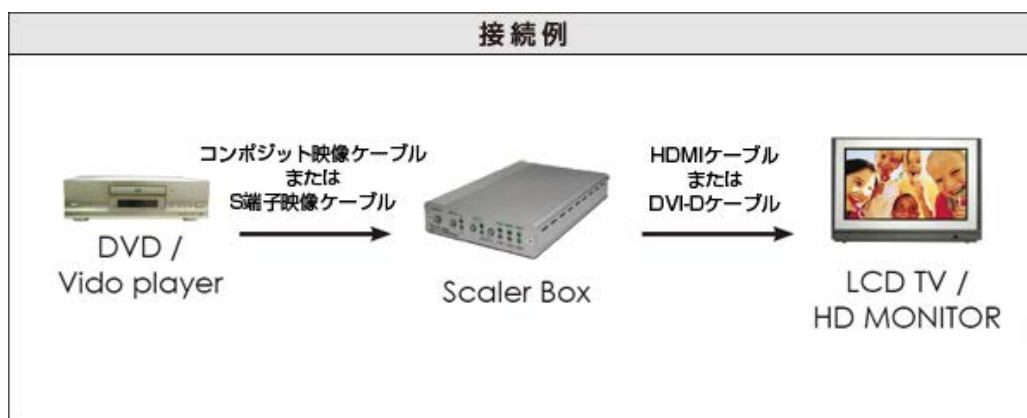 接続例
コンポジット映像ケーブル
または
S端子映像ケーブル
HDMIケーブル
または
DVI-Dケーブル
DVD /
Vido player
Scaler Box
LCD TV /
HD MONITOR